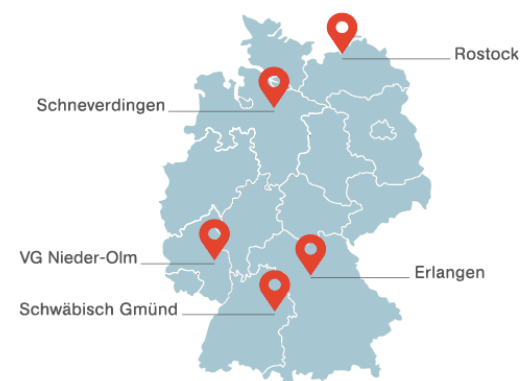 Rostock
Schneverdingen
VG Nieder-Olm
Erlangen
Schwäbisch Gmünd